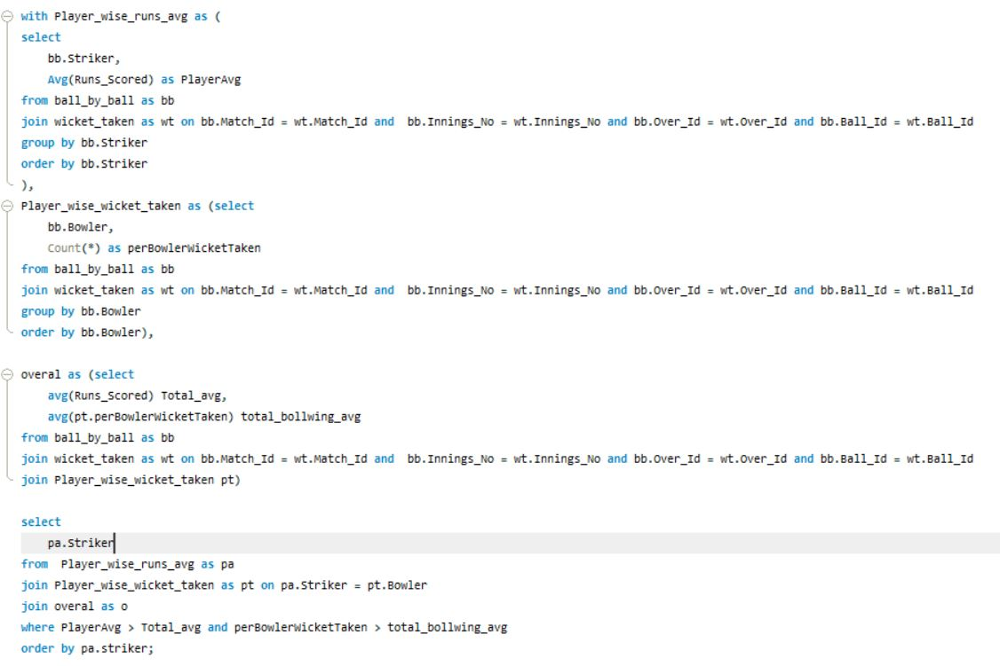 with Player_wise_runs_avg as (
select
    bb.Striker,
    Avg(Runs_Scored) as PlayerAvg
from ball_by_ball as bb
join wicket_taken as wt on bb.Match_Id = wt.Match_Id and  bb.Innings_No = wt.Innings_No and bb.Over_Id = wt.Over_Id and bb.Ball_Id = wt.Ball_Id
group by bb.Striker
order by bb.Striker
),
Player_wise_wicket_taken as (select
    bb.Bowler,
    Count(*) as perBowlerWicketTaken
from ball_by_ball as bb
join wicket_taken as wt on bb.Match_Id = wt.Match_Id and  bb.Innings_No = wt.Innings_No and bb.Over_Id = wt.Over_Id and bb.Ball_Id = wt.Ball_Id
group by bb.Bowler
order by bb.Bowler),
overal as (select
    avg(Runs_Scored) Total_avg,
    avg(pt.perBowlerWicketTaken) total_bollwing_avg
from ball_by_ball as bb
join wicket_taken as wt on bb.Match_Id = wt.Match_Id and  bb.Innings_No = wt.Innings_No and bb.Over_Id = wt.Over_Id and bb.Ball_Id = wt.Ball_Id
join Player_wise_wicket_taken pt)
select
    pa.Striker
from  Player_wise_runs_avg as pa
join Player_wise_wicket_taken as pt on pa.Striker = pt.Bowler
join overal as o
where PlayerAvg > Total_avg and perBowlerWicketTaken > total_bollwing_avg
order by pa.striker;